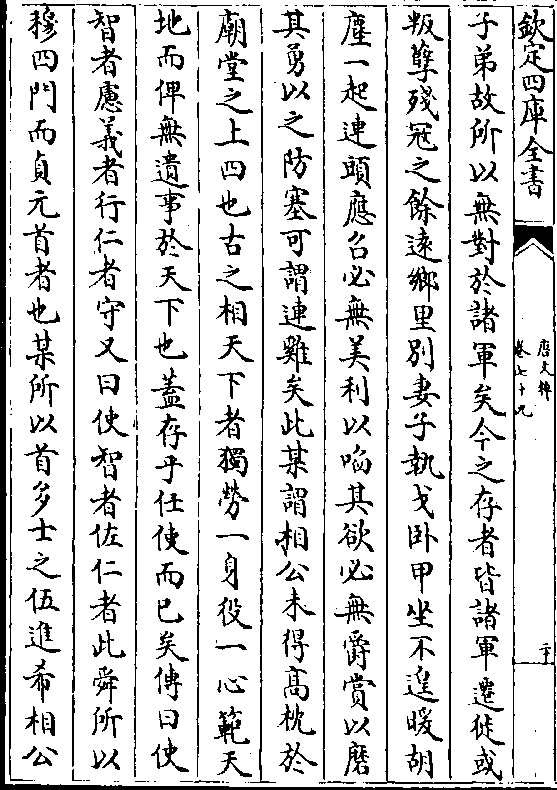 欽定四庫全書
唐文粹
卷七十九
子弟故所以無對於諸軍矣今之存者皆諸軍遷徙或
叛孽殘冦之餘逺鄉里别妻子執戈卧甲坐不遑暖胡
塵一起連頭應召必無美利以啗其欲必無爵賞以磨
其勇以之防塞可謂連雞矣此某謂相公未得髙枕於
廟堂之上四也古之相天下者獨勞一身役一心範天
地而俾無遺事於天下也蓋存乎任使而已矣傳曰使
智者慮義者行仁者守又曰使智者佐仁者此舜所以
穆四門而貞元首者也某所以首多士之伍進希相公